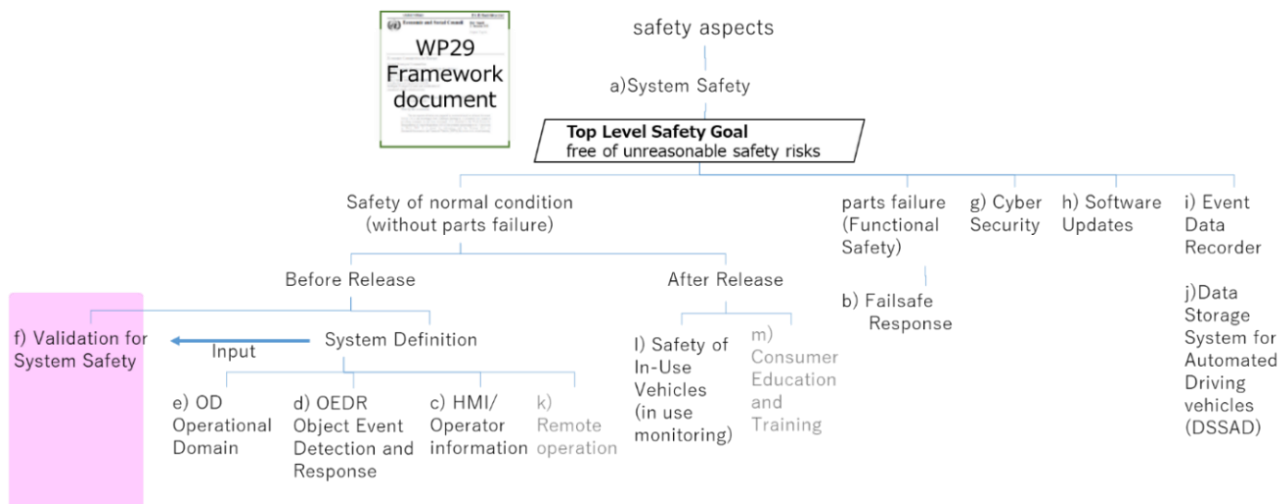 Economic and Social Council
WP29
Framework
document
safety aspects
a)System Safety
Top Level Safety Goal
free of unreasonable safety risks
Safety of normal condition
(without parts failure)
parts failure
(Functional
Safety)
g) Cyber
Security
h) Software
Updates
i) Event
Data
Recorder
Before Release
After Release
b) Failsafe
Response
j)Data
Storage
System for
Automated
Driving
vehicles
(DSSAD)
f) Validation for
System Safety
Input
System Definition
l) Safety of
In-Use
Vehicles
(in use
monitoring)
m)
Consumer
Education
and
Training
e) OD
Operational
Domain
d) OEDR
Object Event
Detection and
Response
c) HMI/
Operator
information
k)
Remote
operation